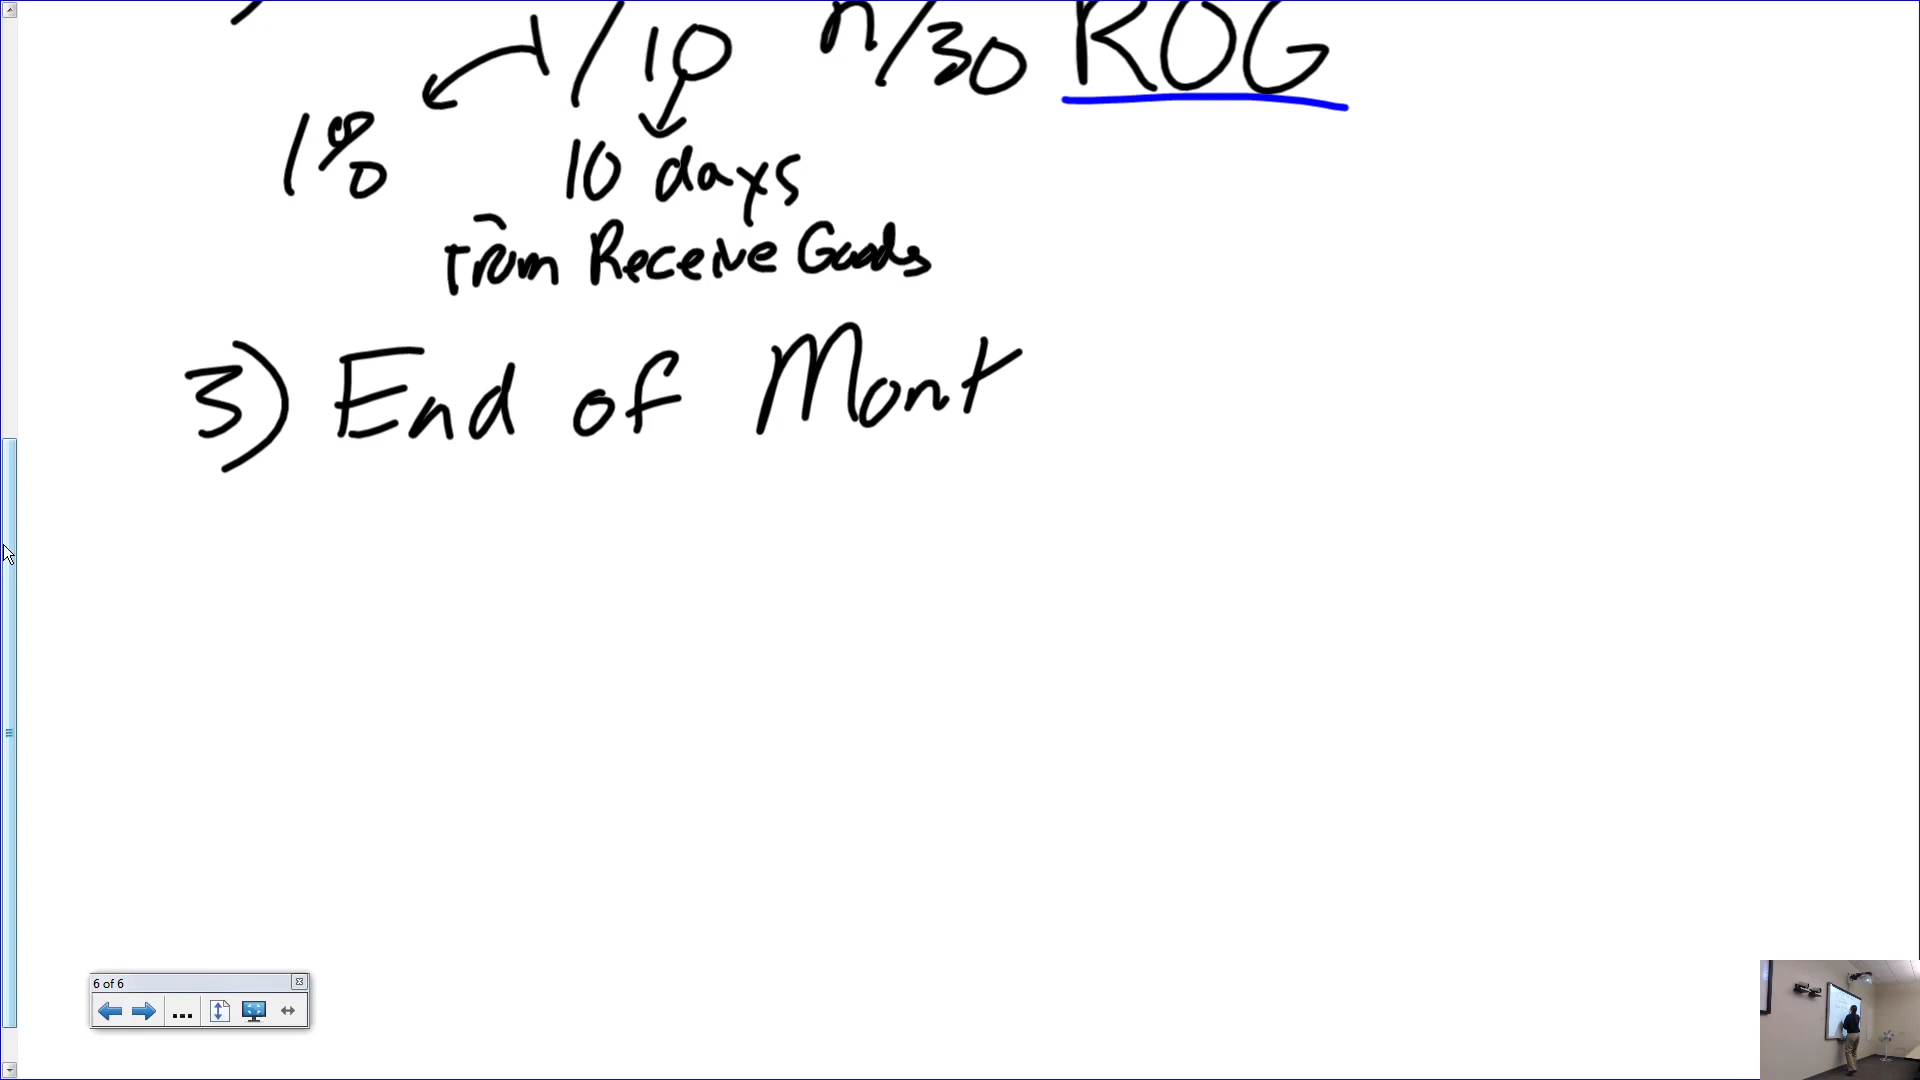 1/10 n/30 ROG
1% 10 days
From Receive Goods
3) End of Mont
6 of 6
...